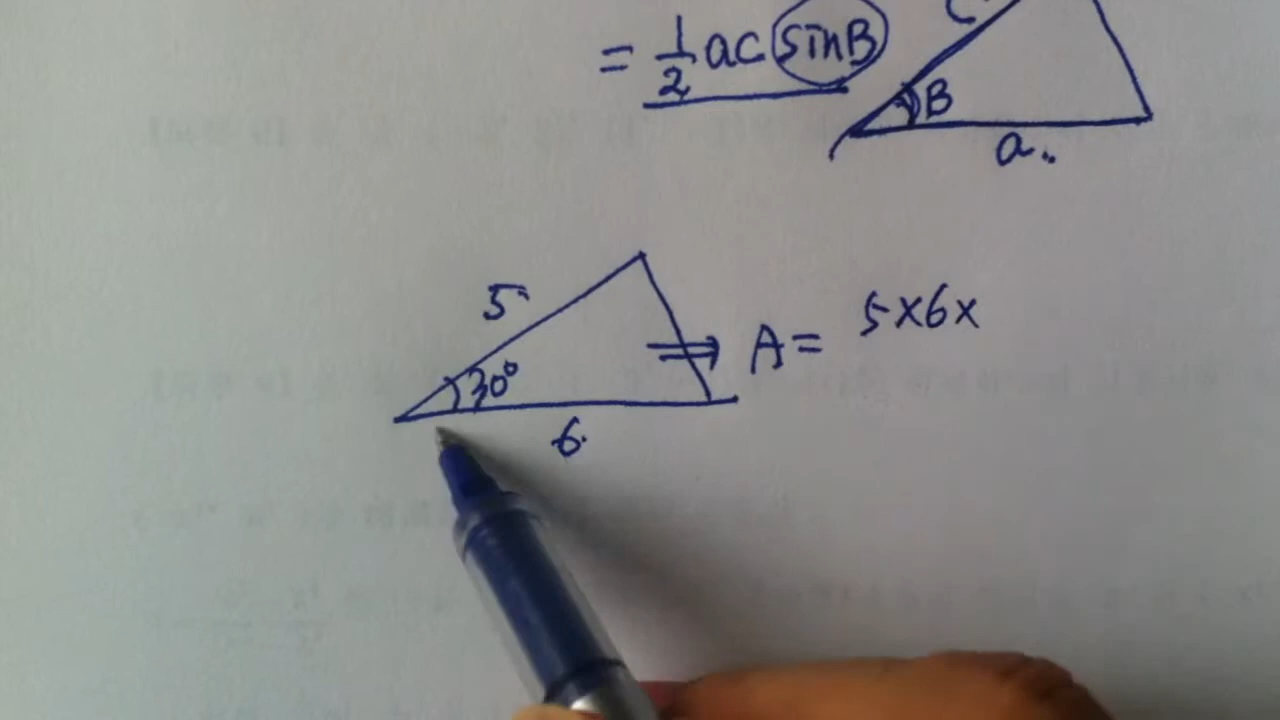 = 1/2 ac sinB
c
B
a.
5
30°
6.
A = 5×6×